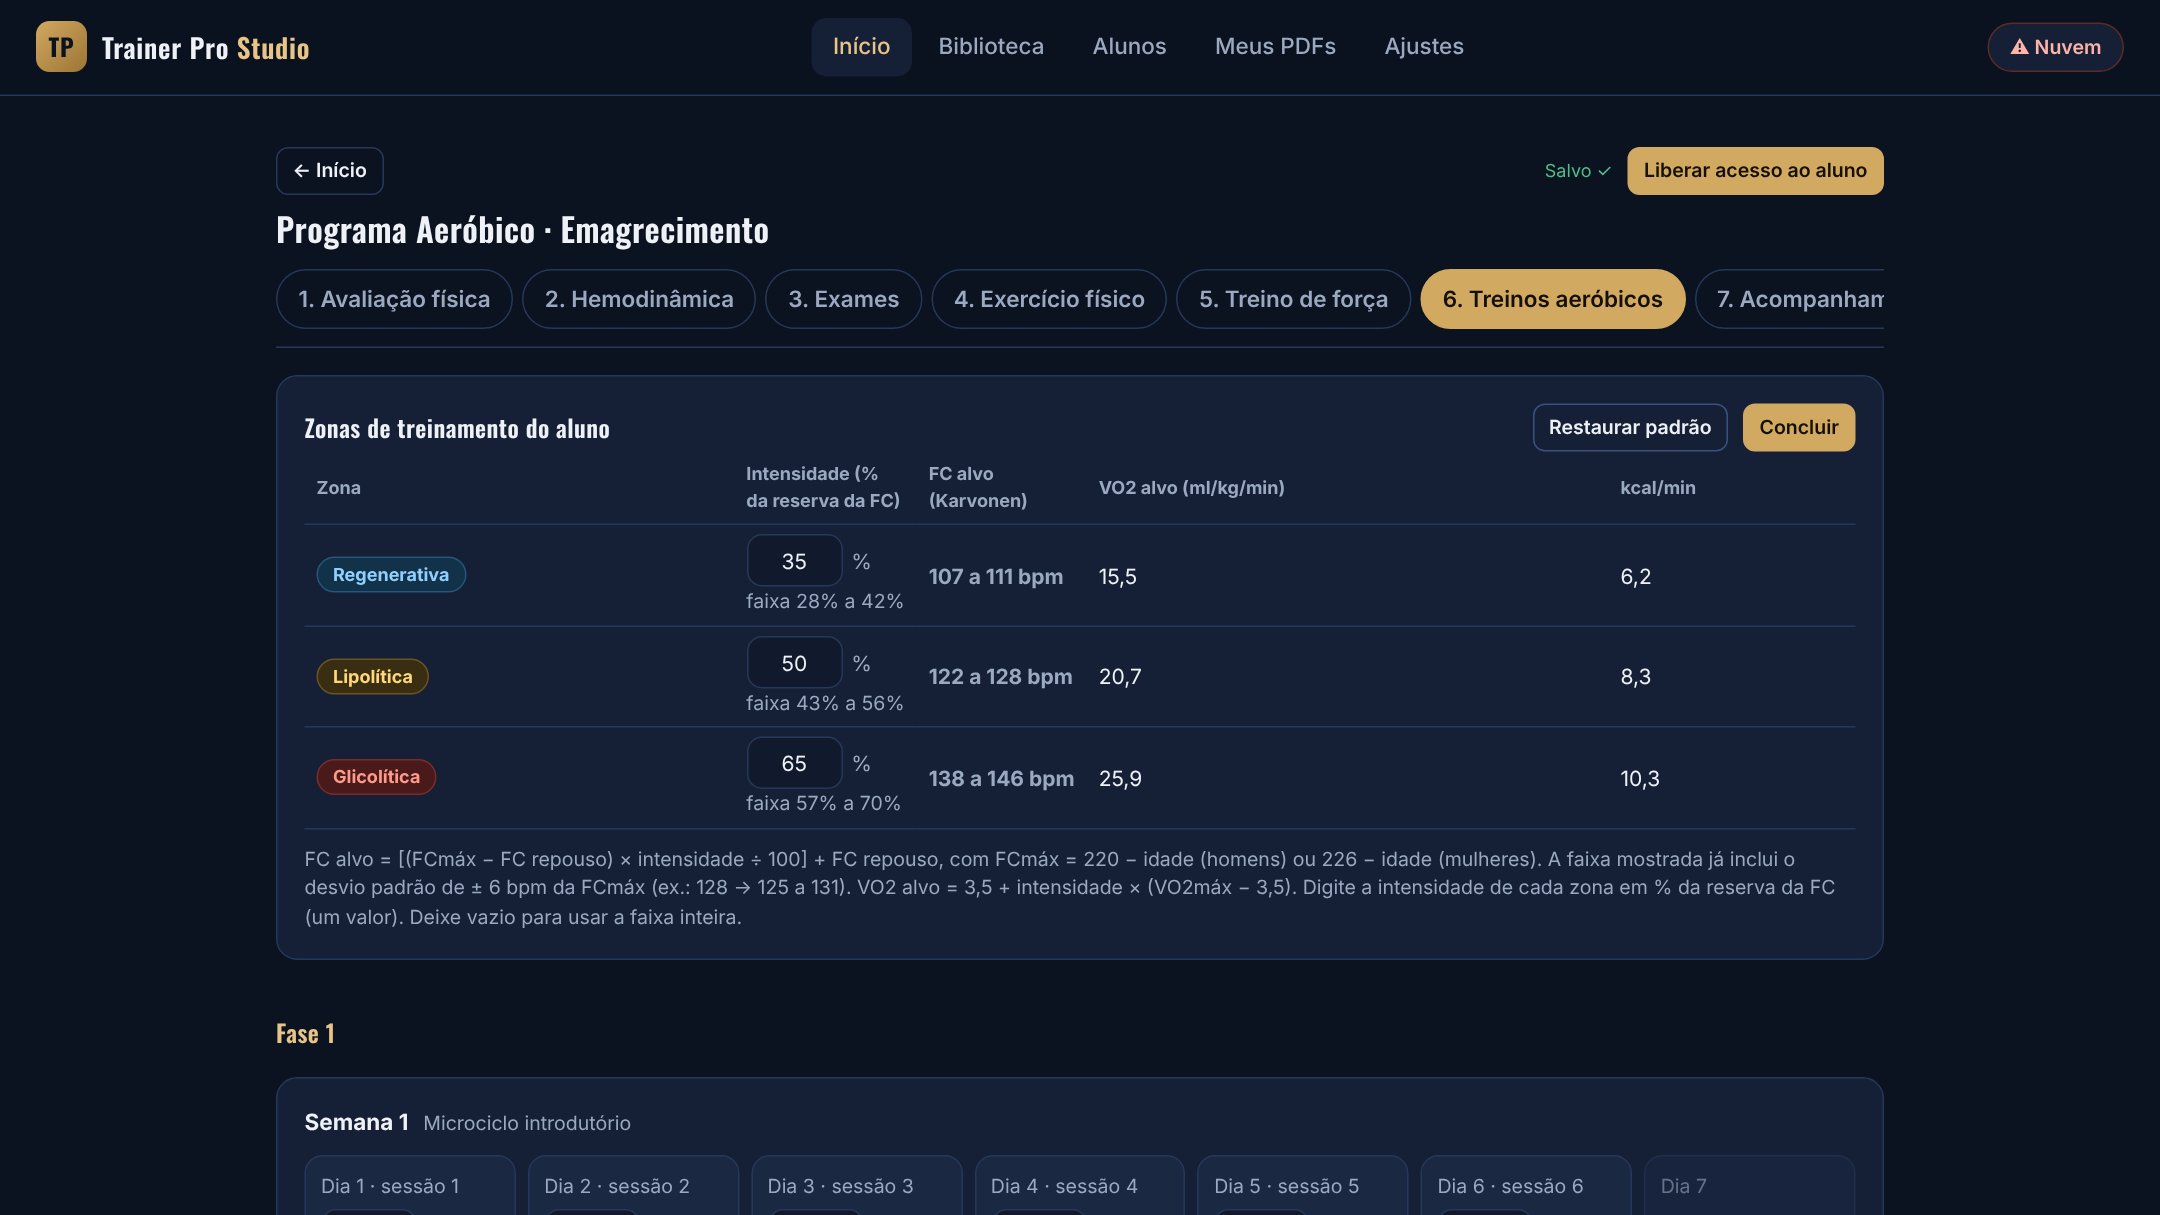 TP Trainer Pro Studio
Início Biblioteca Alunos Meus PDFs Ajustes
⚠ Nuvem
← Início
Salvo ✓ Liberar acesso ao aluno
Programa Aeróbico · Emagrecimento
1. Avaliação física 2. Hemodinâmica 3. Exames 4. Exercício físico 5. Treino de força 6. Treinos aeróbicos 7. Acompanham
Zonas de treinamento do aluno
Restaurar padrão Concluir
Zona
Intensidade (%
da reserva da FC)
FC alvo
(Karvonen)
VO2 alvo (ml/kg/min)
kcal/min
Regenerativa
35 %
faixa 28% a 42%
107 a 111 bpm
15,5
6,2
Lipolítica
50 %
faixa 43% a 56%
122 a 128 bpm
20,7
8,3
Glicolítica
65 %
faixa 57% a 70%
138 a 146 bpm
25,9
10,3
FC alvo = [(FCmáx − FC repouso) × intensidade ÷ 100] + FC repouso, com FCmáx = 220 − idade (homens) ou 226 − idade (mulheres). A faixa mostrada já inclui o
desvio padrão de ± 6 bpm da FCmáx (ex.: 128 → 125 a 131). VO2 alvo = 3,5 + intensidade × (VO2máx − 3,5). Digite a intensidade de cada zona em % da reserva da FC
(um valor). Deixe vazio para usar a faixa inteira.
Fase 1
Semana 1 Microciclo introdutório
Dia 1 · sessão 1
Dia 2 · sessão 2
Dia 3 · sessão 3
Dia 4 · sessão 4
Dia 5 · sessão 5
Dia 6 · sessão 6
Dia 7